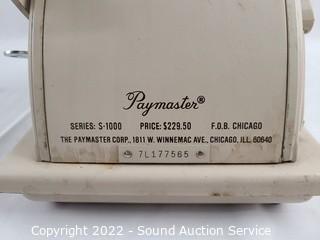 Paymaster®
SERIES: S-1000 PRICE: $229.50 F.O.B. CHICAGO
THE PAYMASTER CORP., 1811 W. WINNEMAC AVE., CHICAGO, ILL. 60640
7L177565
Copyright © 2022 - Sound Auction Service